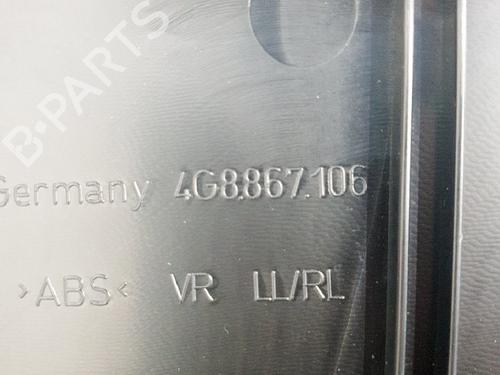 B-PARTS
Germany 4G8.867.106
>ABS< VR LL/RL